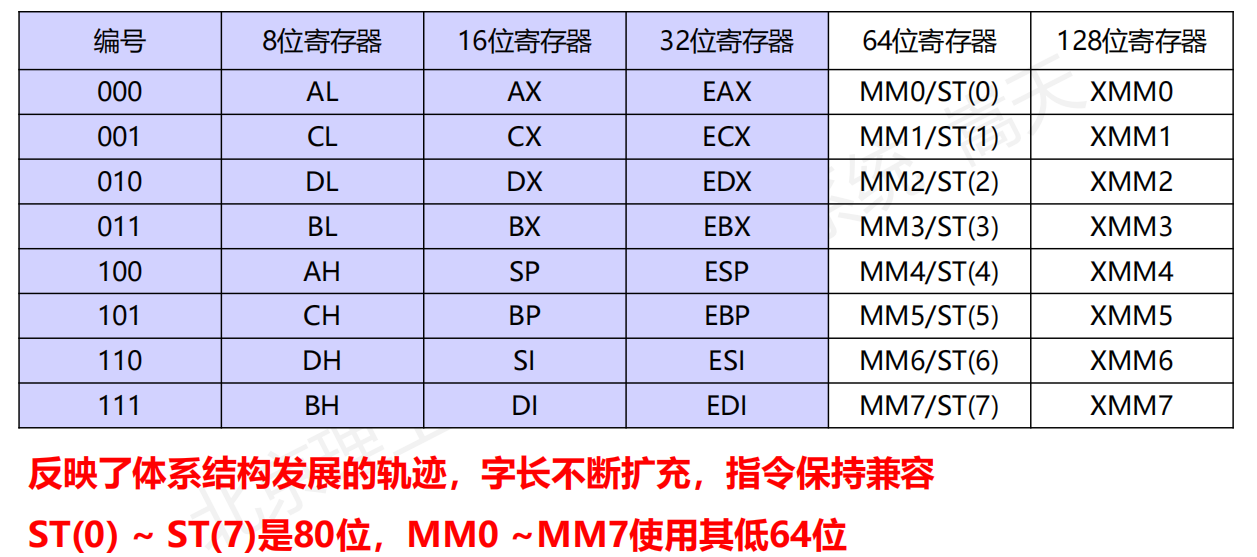 编号 8位寄存器 16位寄存器 32位寄存器 64位寄存器 128位寄存器
000 AL AX EAX MM0/ST(0) XMM0
001 CL CX ECX MM1/ST(1) XMM1
010 DL DX EDX MM2/ST(2) XMM2
011 BL BX EBX MM3/ST(3) XMM3
100 AH SP ESP MM4/ST(4) XMM4
101 CH BP EBP MM5/ST(5) XMM5
110 DH SI ESI MM6/ST(6) XMM6
111 BH DI EDI MM7/ST(7) XMM7
反映了体系结构发展的轨迹，字长不断扩充，指令保持兼容
ST(0) ~ ST(7)是80位，MM0 ~MM7使用其低64位